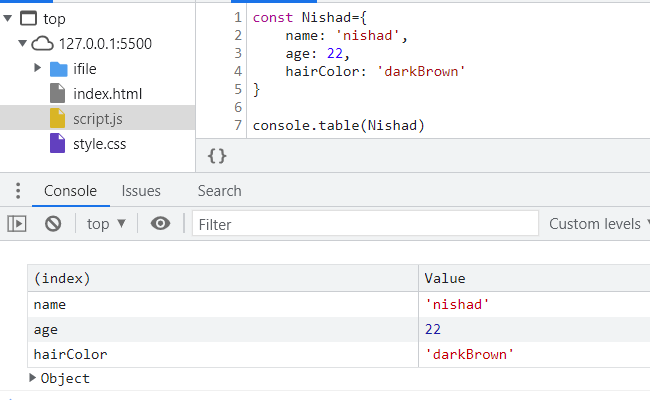 top
127.0.0.1:5500
ifile
index.html
script.js
style.css
1 const Nishad={
2     name: 'nishad',
3     age: 22,
4     hairColor: 'darkBrown'
5 }
6
7 console.table(Nishad)
{}
Console Issues Search
top Filter Custom levels
(index) Value
name 'nishad'
age 22
hairColor 'darkBrown'
Object